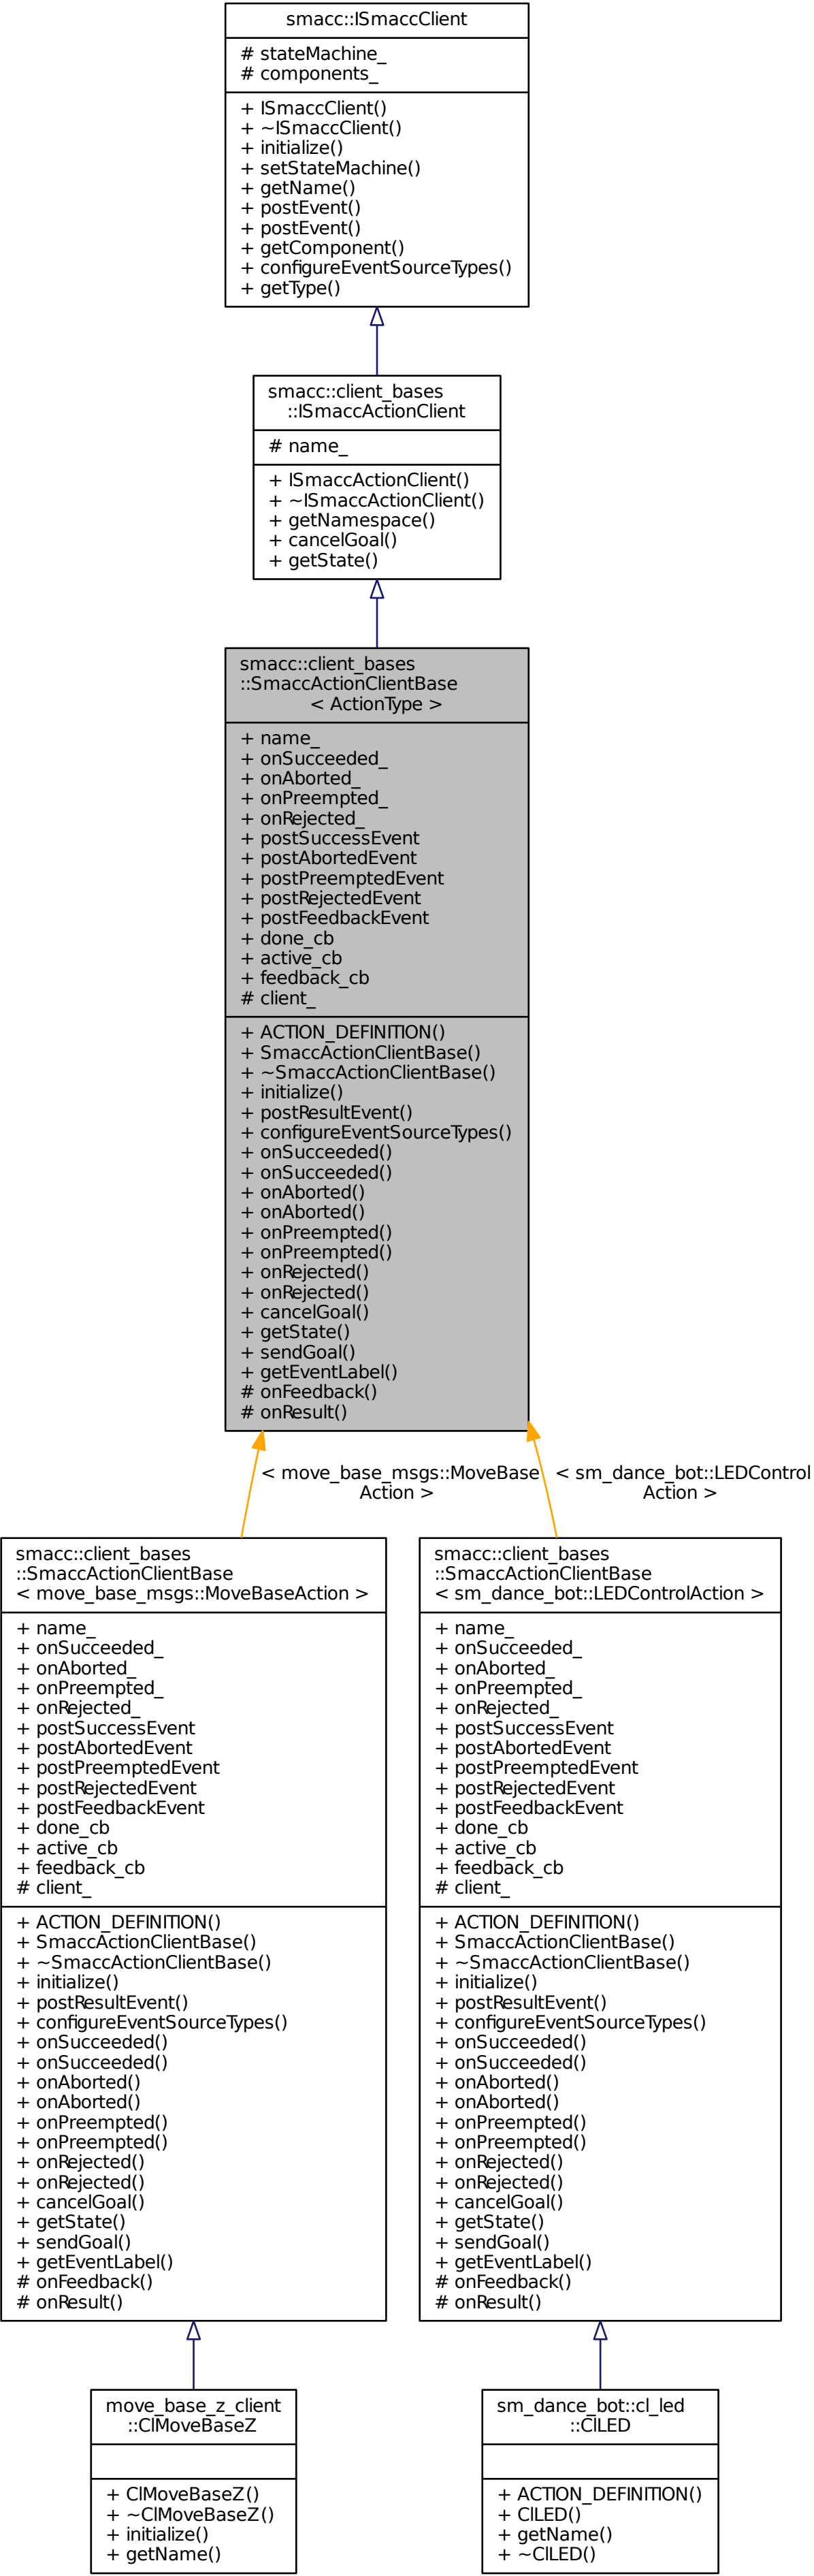 smacc::ISmaccClient
# stateMachine_
# components_
+ ISmaccClient()
+ ~ISmaccClient()
+ initialize()
+ setStateMachine()
+ getName()
+ postEvent()
+ postEvent()
+ getComponent()
+ configureEventSourceTypes()
+ getType()
smacc::client_bases
::ISmaccActionClient
# name_
+ ISmaccActionClient()
+ ~ISmaccActionClient()
+ getNamespace()
+ cancelGoal()
+ getState()
smacc::client_bases
::SmaccActionClientBase
< ActionType >
+ name_
+ onSucceeded_
+ onAborted_
+ onPreempted_
+ onRejected_
+ postSuccessEvent
+ postAbortedEvent
+ postPreemptedEvent
+ postRejectedEvent
+ postFeedbackEvent
+ done_cb
+ active_cb
+ feedback_cb
# client_
+ ACTION_DEFINITION()
+ SmaccActionClientBase()
+ ~SmaccActionClientBase()
+ initialize()
+ postResultEvent()
+ configureEventSourceTypes()
+ onSucceeded()
+ onSucceeded()
+ onAborted()
+ onAborted()
+ onPreempted()
+ onPreempted()
+ onRejected()
+ onRejected()
+ cancelGoal()
+ getState()
+ sendGoal()
+ getEventLabel()
# onFeedback()
# onResult()
< move_base_msgs::MoveBase
Action >
< sm_dance_bot::LEDControl
Action >
smacc::client_bases
::SmaccActionClientBase
< move_base_msgs::MoveBaseAction >
+ name_
+ onSucceeded_
+ onAborted_
+ onPreempted_
+ onRejected_
+ postSuccessEvent
+ postAbortedEvent
+ postPreemptedEvent
+ postRejectedEvent
+ postFeedbackEvent
+ done_cb
+ active_cb
+ feedback_cb
# client_
+ ACTION_DEFINITION()
+ SmaccActionClientBase()
+ ~SmaccActionClientBase()
+ initialize()
+ postResultEvent()
+ configureEventSourceTypes()
+ onSucceeded()
+ onSucceeded()
+ onAborted()
+ onAborted()
+ onPreempted()
+ onPreempted()
+ onRejected()
+ onRejected()
+ cancelGoal()
+ getState()
+ sendGoal()
+ getEventLabel()
# onFeedback()
# onResult()
smacc::client_bases
::SmaccActionClientBase
< sm_dance_bot::LEDControlAction >
+ name_
+ onSucceeded_
+ onAborted_
+ onPreempted_
+ onRejected_
+ postSuccessEvent
+ postAbortedEvent
+ postPreemptedEvent
+ postRejectedEvent
+ postFeedbackEvent
+ done_cb
+ active_cb
+ feedback_cb
# client_
+ ACTION_DEFINITION()
+ SmaccActionClientBase()
+ ~SmaccActionClientBase()
+ initialize()
+ postResultEvent()
+ configureEventSourceTypes()
+ onSucceeded()
+ onSucceeded()
+ onAborted()
+ onAborted()
+ onPreempted()
+ onPreempted()
+ onRejected()
+ onRejected()
+ cancelGoal()
+ getState()
+ sendGoal()
+ getEventLabel()
# onFeedback()
# onResult()
move_base_z_client
::ClMoveBaseZ
+ ClMoveBaseZ()
+ ~ClMoveBaseZ()
+ initialize()
+ getName()
sm_dance_bot::cl_led
::ClLED
+ ACTION_DEFINITION()
+ ClLED()
+ getName()
+ ~ClLED()